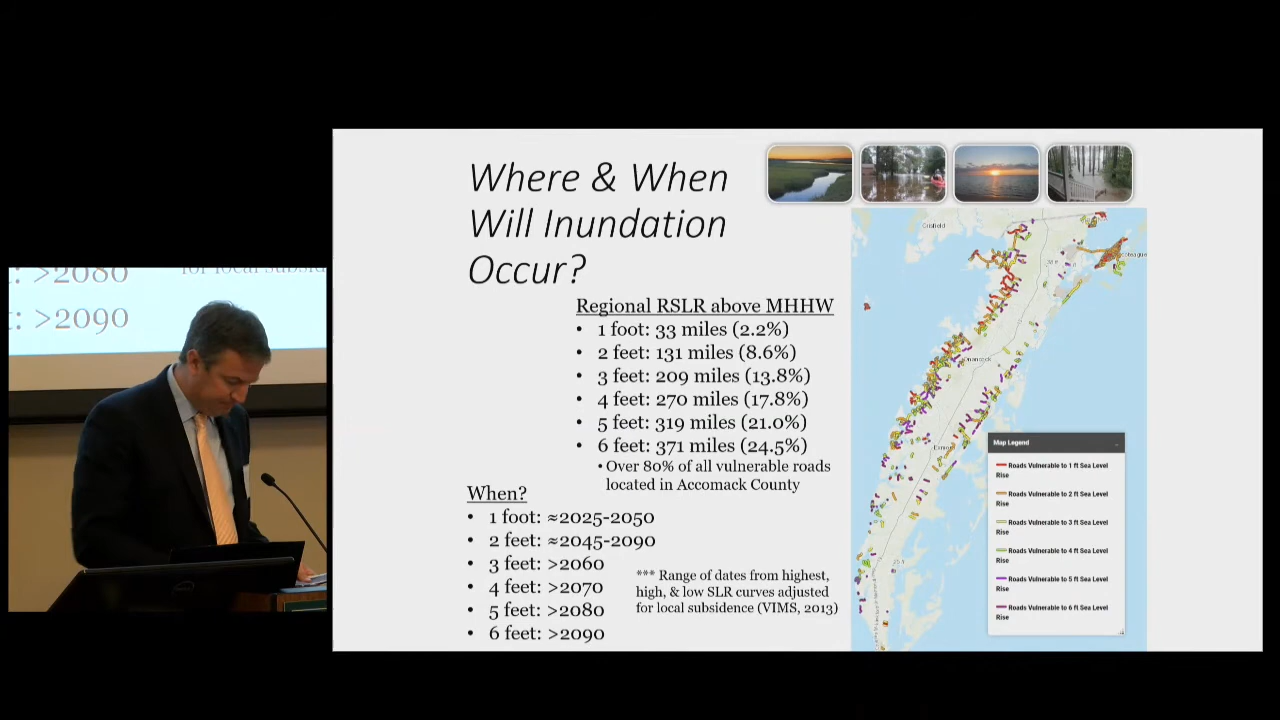 : >2080
for local subsid
: >2090
Where & When
Will Inundation
Occur?
Regional RSLR above MHHW
• 1 foot: 33 miles (2.2%)
• 2 feet: 131 miles (8.6%)
• 3 feet: 209 miles (13.8%)
• 4 feet: 270 miles (17.8%)
• 5 feet: 319 miles (21.0%)
• 6 feet: 371 miles (24.5%)
• Over 80% of all vulnerable roads
located in Accomack County
When?
• 1 foot: ≈2025-2050
• 2 feet: ≈2045-2090
• 3 feet: >2060
• 4 feet: >2070
• 5 feet: >2080
• 6 feet: >2090
*** Range of dates from highest,
high, & low SLR curves adjusted
for local subsidence (VIMS, 2013)
Crisfield
Onancock
Exmore
Map Legend
Roads Vulnerable to 1 ft Sea Level
Rise
Roads Vulnerable to 2 ft Sea Level
Rise
Roads Vulnerable to 3 ft Sea Level
Rise
Roads Vulnerable to 4 ft Sea Level
Rise
Roads Vulnerable to 5 ft Sea Level
Rise
Roads Vulnerable to 6 ft Sea Level
Rise